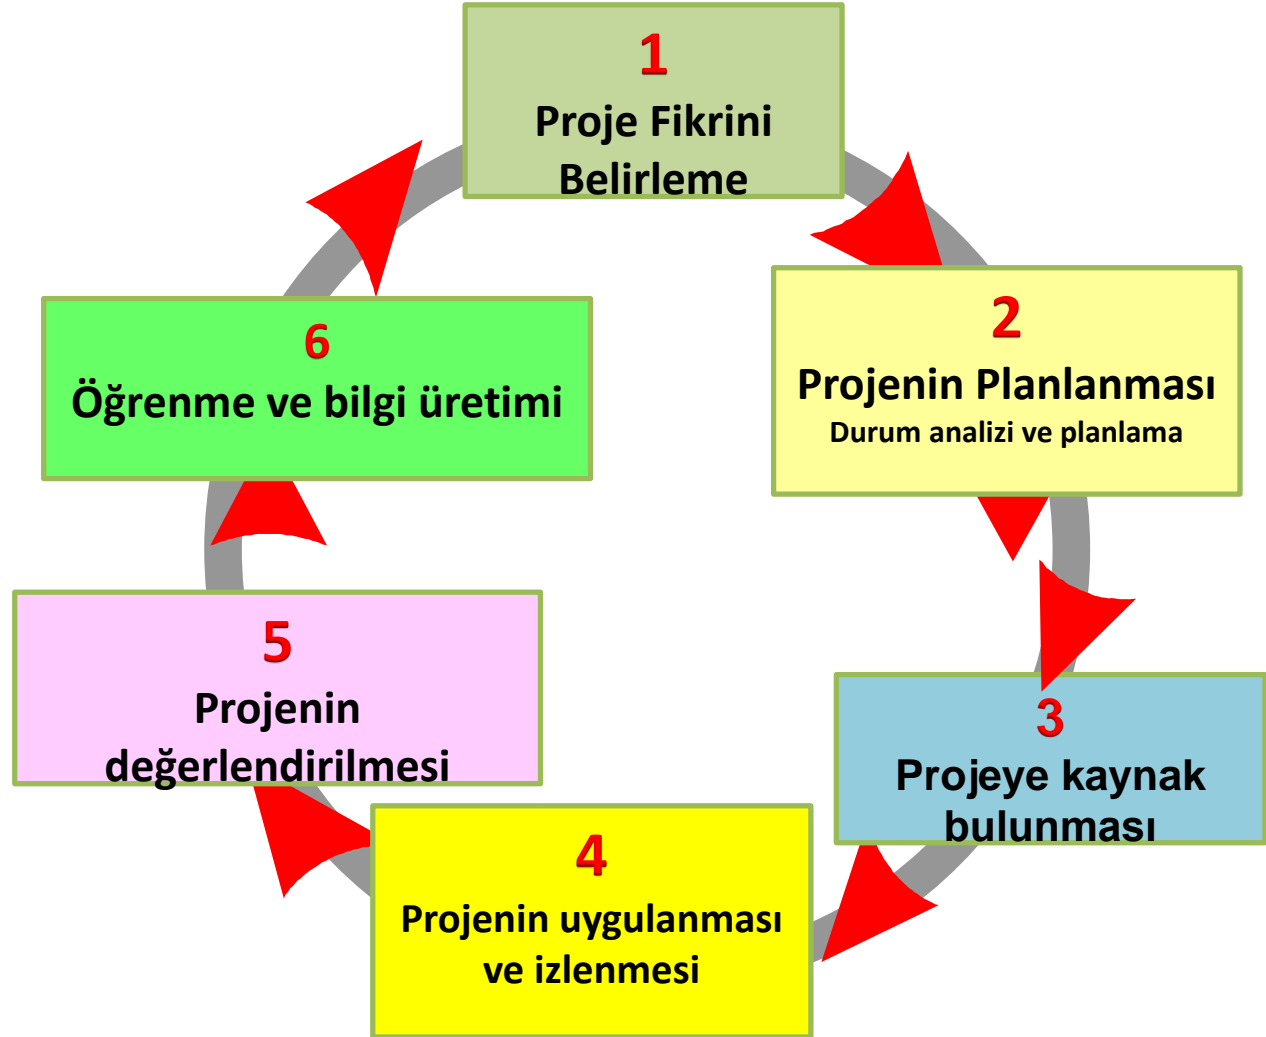 1
Proje Fikrini
Belirleme
2
Projenin Planlanması
Durum analizi ve planlama
3
Projeye kaynak
bulunması
4
Projenin uygulanması
ve izlenmesi
5
Projenin
değerlendirilmesi
6
Öğrenme ve bilgi üretimi